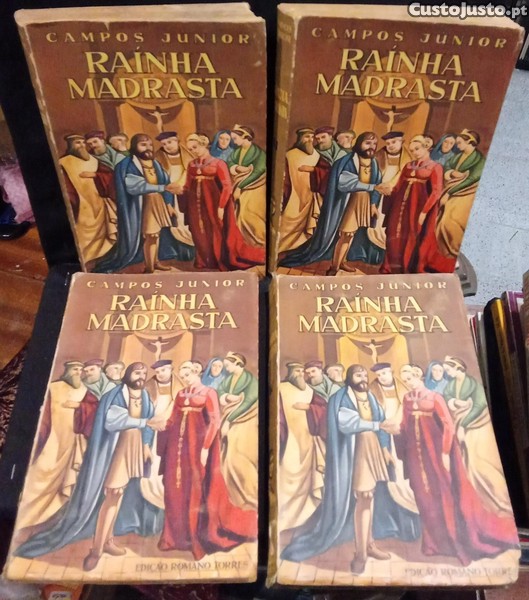 CustoJusto.pt
CAMPOS JUNIOR
RAÍNHA
MADRASTA
CAMPOS JUNIOR
RAÍNHA
MADRASTA
CAMPOS JUNIOR
RAÍNHA
MADRASTA
EDIÇÃO ROMANO TORRES
CAMPOS JUNIOR
RAÍNHA
MADRASTA
EDIÇÃO ROMANO TORRES